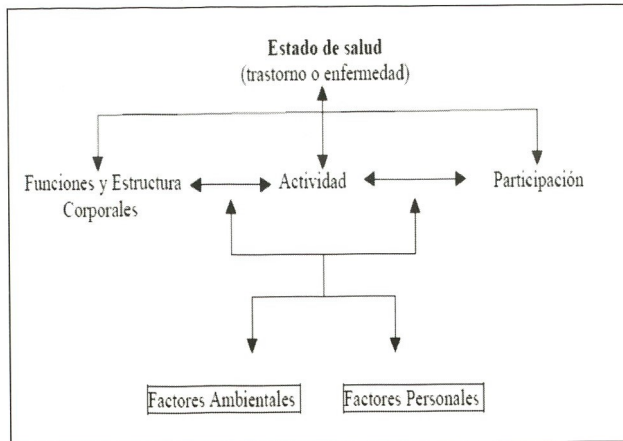 Estado de salud
(trastorno o enfermedad)
Funciones y Estructura
Corporales
Actividad
Participación
Factores Ambientales
Factores Personales